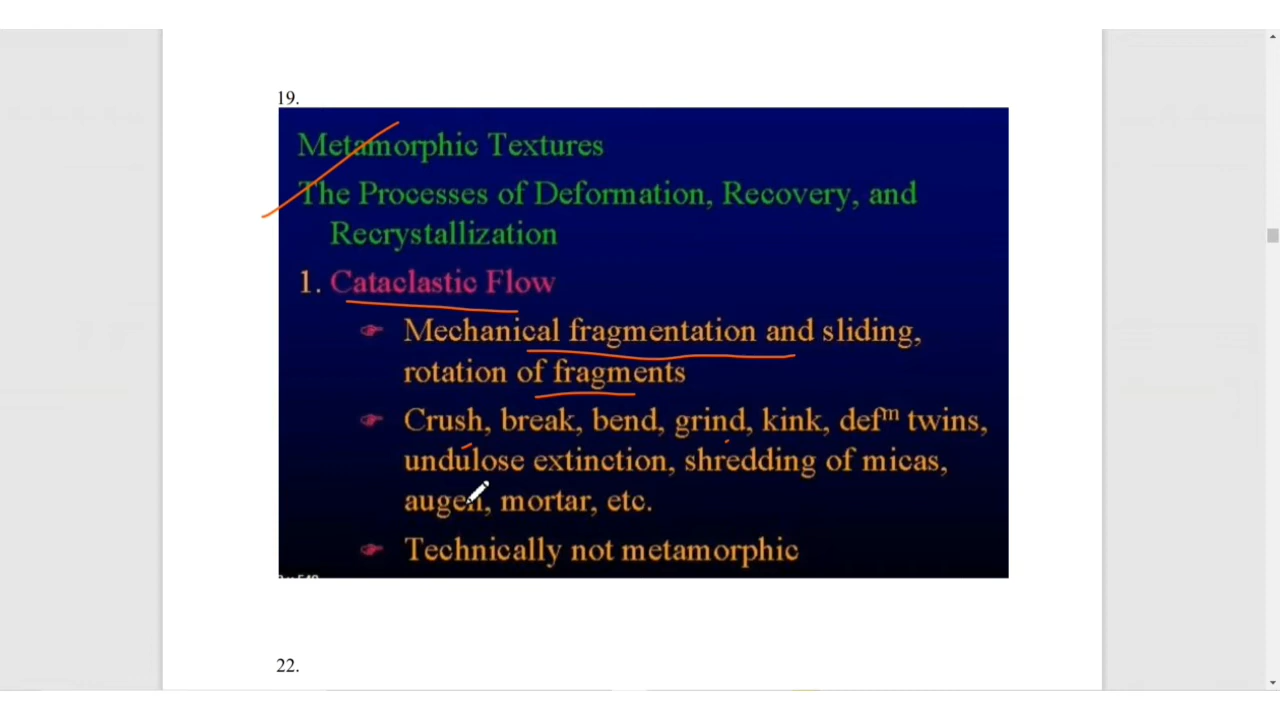 19.
Metamorphic Textures
The Processes of Deformation, Recovery, and
Recrystallization
1. Cataclastic Flow
☞ Mechanical fragmentation and sliding,
rotation of fragments
☞ Crush, break, bend, grind, kink, defᵐ twins,
undulose extinction, shredding of micas,
augen, mortar, etc.
☞ Technically not metamorphic
22.